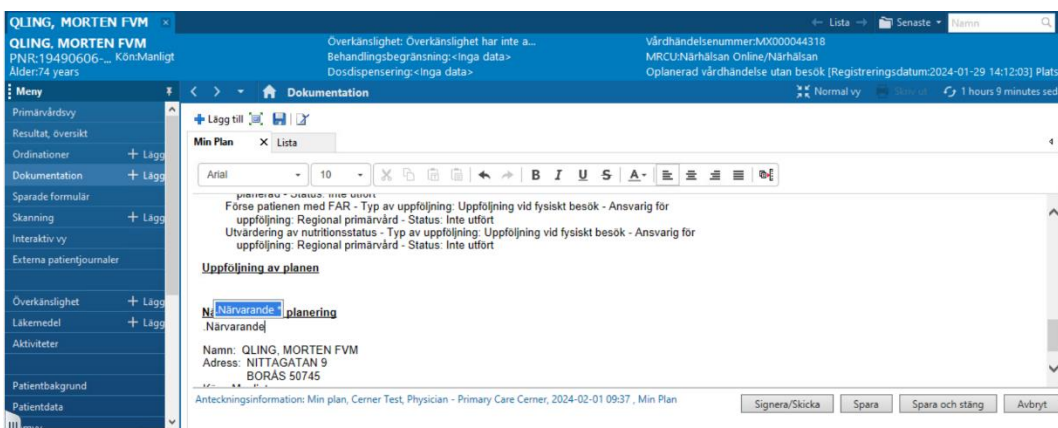 QLING, MORTEN FVM
Lista
Senaste
Namn
QLING, MORTEN FVM
PNR:19490606-... Kön:Manligt
Ålder:74 years
Överkänslighet: Överkänslighet har inte a...
Behandlingsbegränsning:<Inga data>
Dosdispensering:<Inga data>
Vårdhändelsenummer:MX000044318
MRCU:Närhälsan Online/Närhälsan
Oplanerad vårdhändelse utan besök [Registreringsdatum:2024-01-29 14:12:03] Plats
Meny
Dokumentation
Normal vy
Skriv ut
1 hours 9 minutes sed
Primärvårdsvy
Resultat, översikt
Ordinationer + Lägg
Dokumentation + Lägg
Sparade formulär
Skanning + Lägg
Interaktiv vy
Externa patientjournaler
Överkänslighet + Lägg
Läkemedel + Lägg
Aktiviteter
Patientbakgrund
Patientdata
Lägg till
Min Plan X Lista
Arial 10 B I U S A
planerad - Status: Inte utfört
Förse patienen med FAR - Typ av uppföljning: Uppföljning vid fysiskt besök - Ansvarig för
uppföljning: Regional primärvård - Status: Inte utfört
Utvärdering av nutritionsstatus - Typ av uppföljning: Uppföljning vid fysiskt besök - Ansvarig för
uppföljning: Regional primärvård - Status: Inte utfört
Uppföljning av planen
.Närvarande * planering
.Närvarande
Namn: QLING, MORTEN FVM
Adress: NITTAGATAN 9
BORÅS 50745
Anteckningsinformation: Min plan, Cerner Test, Physician - Primary Care Cerner, 2024-02-01 09:37 , Min Plan
Signera/Skicka Spara Spara och stäng Avbryt